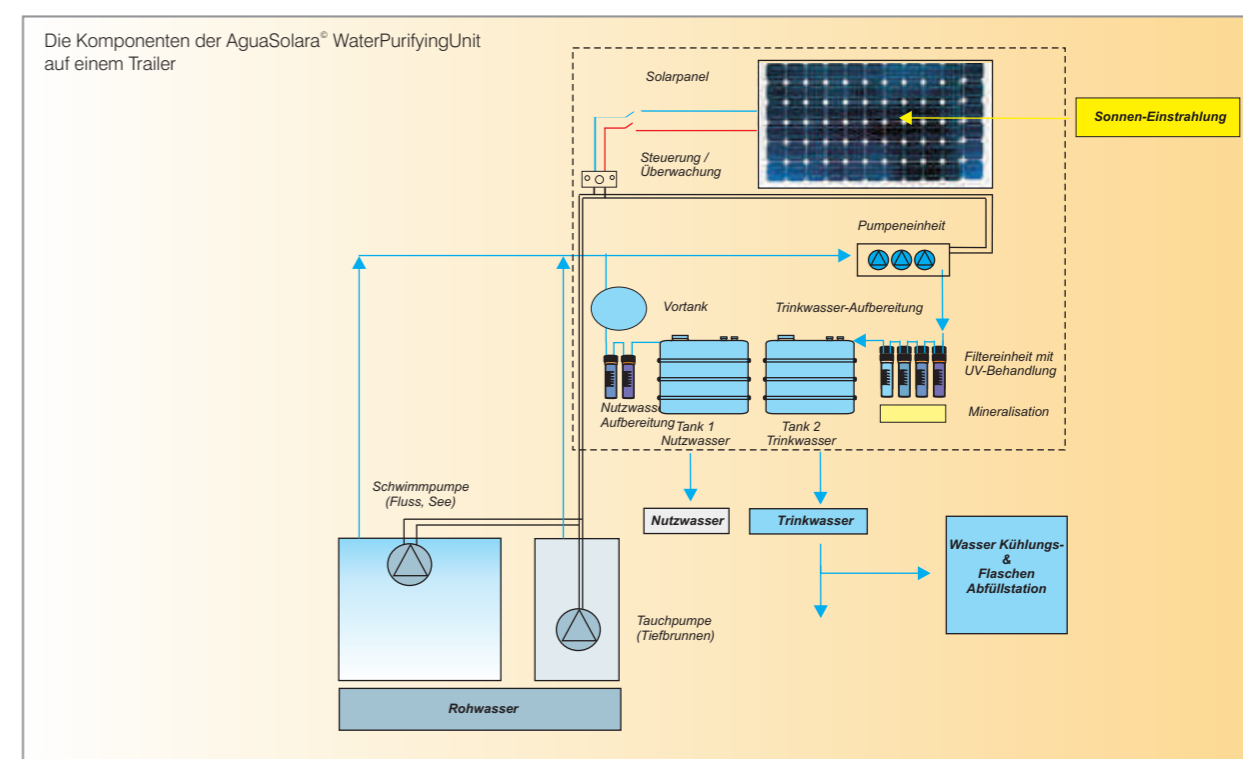 Die Komponenten der AguaSolara© WaterPurifyingUnit
auf einem Trailer
Solarpanel
Sonnen-Einstrahlung
Steuerung /
Überwachung
Pumpeneinheit
Vortank
Trinkwasser-Aufbereitung
Filtereinheit mit
UV-Behandlung
Mineralisation
Nutzwasse
Aufbereitung
Tank 1
Nutzwasser
Tank 2
Trinkwasser
Schwimmpumpe
(Fluss, See)
Nutzwasser
Trinkwasser
Wasser Kühlungs-
&
Flaschen
Abfüllstation
Tauchpumpe
(Tiefbrunnen)
Rohwasser